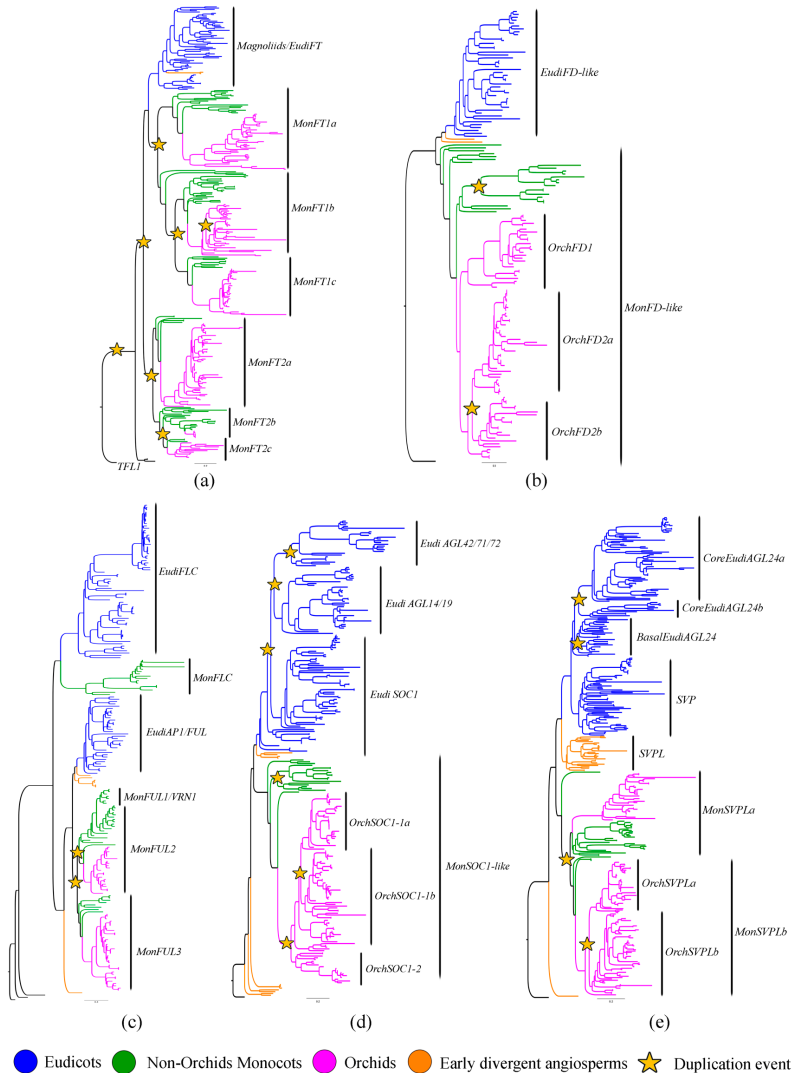 Magnoliids/EudiFT
MonFT1a
MonFT1b
MonFT1c
MonFT2a
MonFT2b
MonFT2c
TFL1
(a)
EudiFD-like
OrchFD1
MonFD-like
OrchFD2a
OrchFD2b
(b)
EudiFLC
MonFLC
EudiAP1/FUL
MonFUL1/VRN1
MonFUL2
MonFUL3
(c)
Eudi AGL42/71/72
Eudi AGL14/19
Eudi SOC1
OrchSOC1-1a
MonSOC1-like
OrchSOC1-1b
OrchSOC1-2
(d)
CoreEudiAGL24a
CoreEudiAGL24b
BasalEudiAGL24
SVP
SVPL
MonSVPLa
OrchSVPLa
MonSVPLb
OrchSVPLb
(e)
Eudicots
Non-Orchids Monocots
Orchids
Early divergent angiosperms
Duplication event